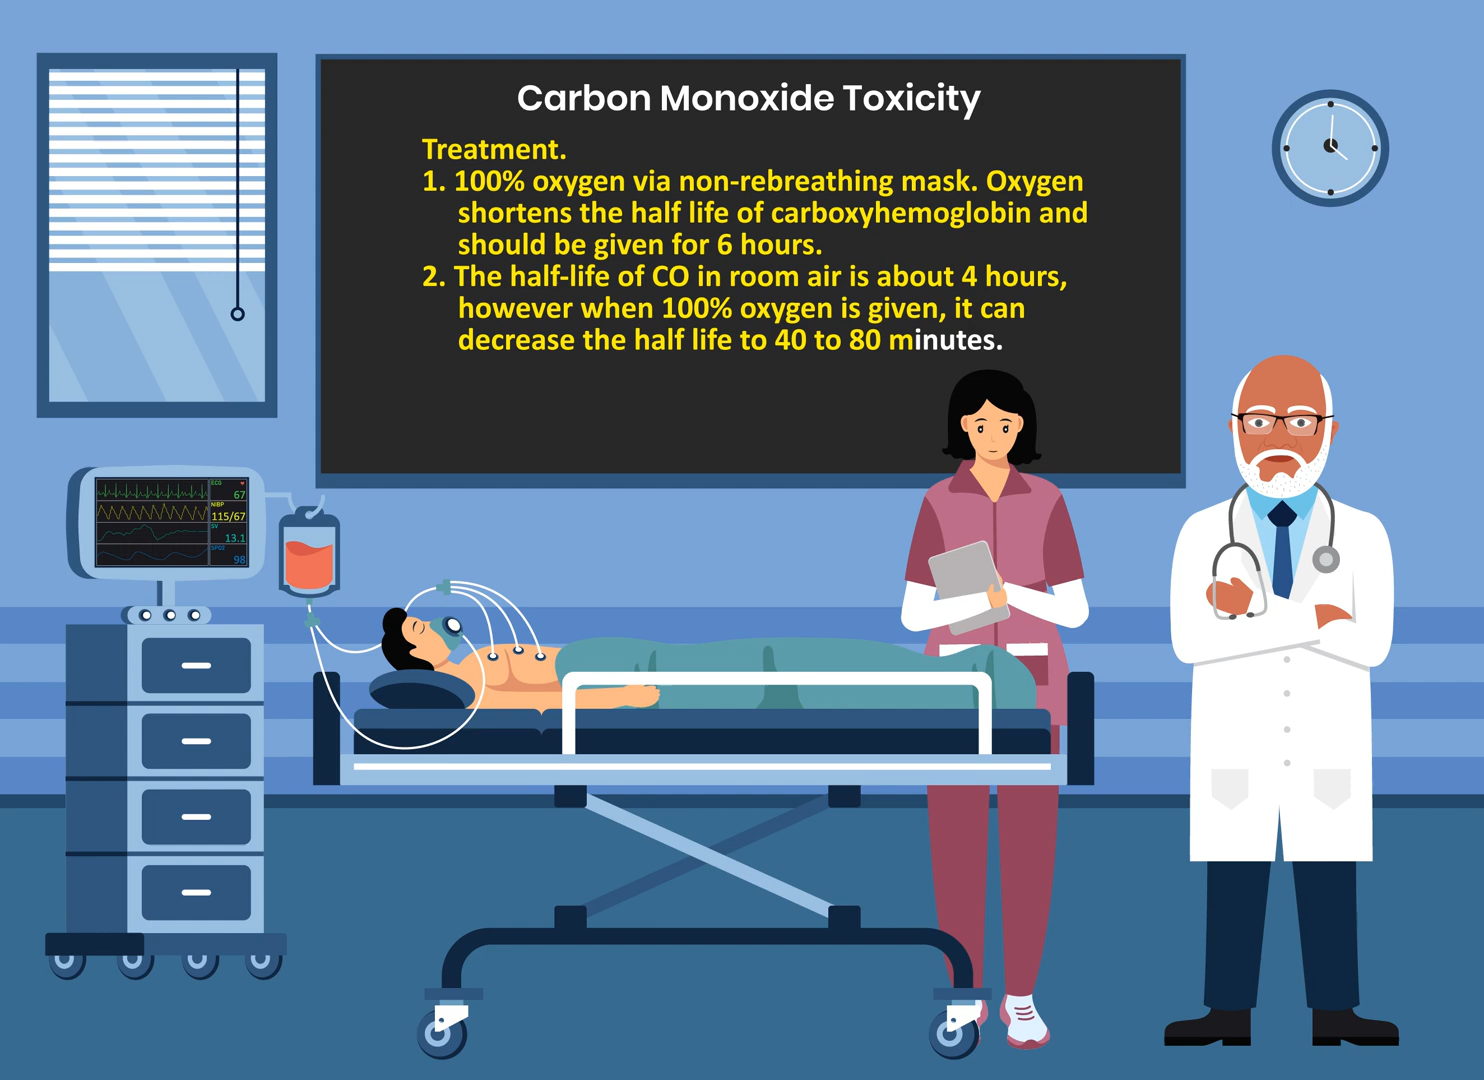 Carbon Monoxide Toxicity
Treatment.
1. 100% oxygen via non-rebreathing mask. Oxygen
shortens the half life of carboxyhemoglobin and
should be given for 6 hours.
2. The half-life of CO in room air is about 4 hours,
however when 100% oxygen is given, it can
decrease the half life to 40 to 80 minutes.
ECG
67
NIBP
115/67
SV
13.1
SPO2
98